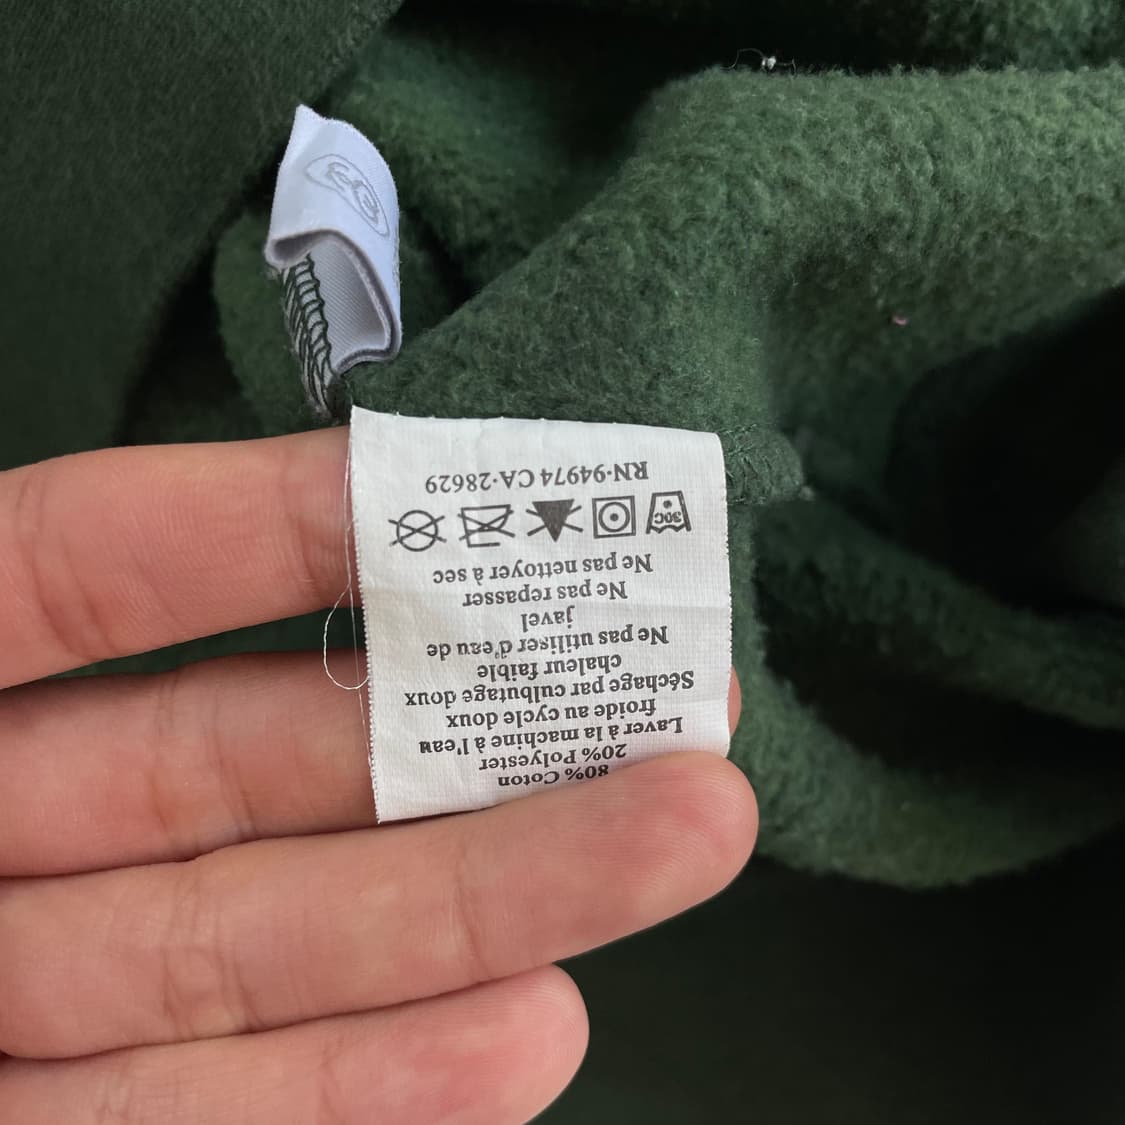 80% Coton
20% Polyester
Laver à la machine à l'eau
froide au cycle doux
Séchage par culbutage doux
chaleur faible
Ne pas utiliser d'eau de
javel
Ne pas repasser
Ne pas nettoyer à sec
30C
RN-94974 CA-28629